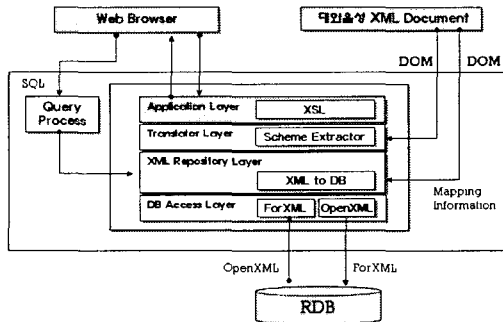 Web Browser
XML Document
DOM
DOM
SQL
Query
Process
Application Layer
XSL
Translator Layer
Scheme Extractor
XML Repository Layer
XML to DB
DB Access Layer
ForXML
OpenXML
Mapping
Information
OpenXML
ForXML
RDB